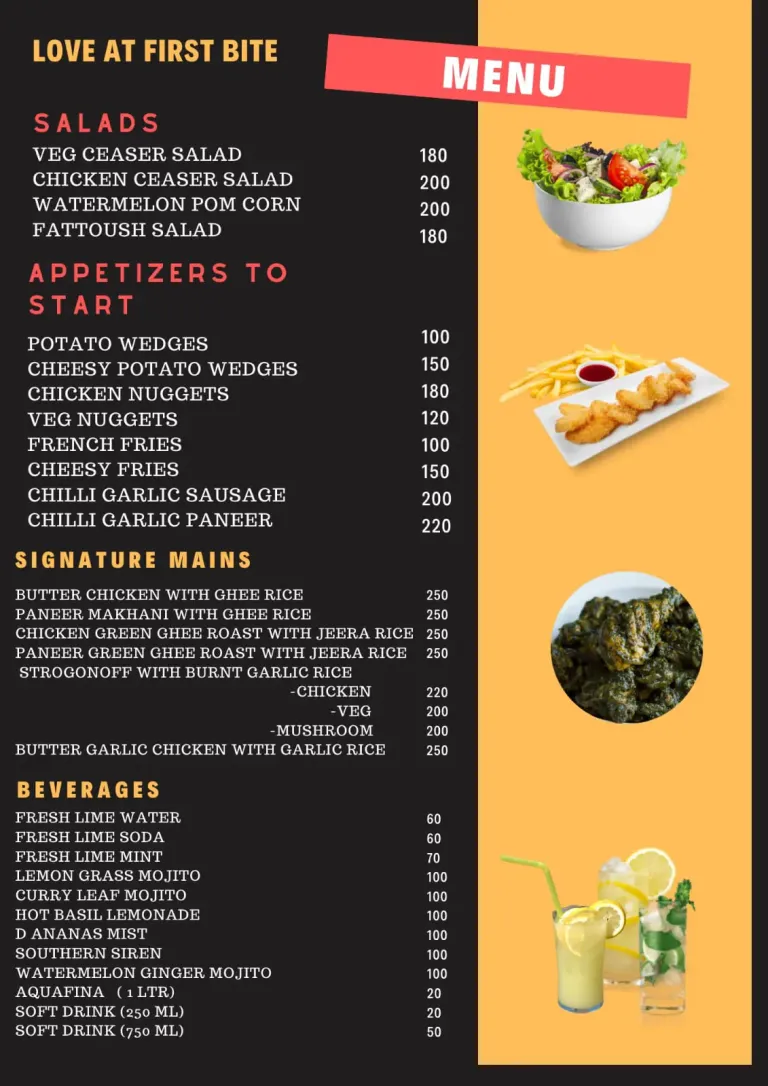 LOVE AT FIRST BITE
MENU
SALADS
VEG CEASER SALAD 180
CHICKEN CEASER SALAD 200
WATERMELON POM CORN 200
FATTOUSH SALAD 180
APPETIZERS TO
START
POTATO WEDGES 100
CHEESY POTATO WEDGES 150
CHICKEN NUGGETS 180
VEG NUGGETS 120
FRENCH FRIES 100
CHEESY FRIES 150
CHILLI GARLIC SAUSAGE 200
CHILLI GARLIC PANEER 220
SIGNATURE MAINS
BUTTER CHICKEN WITH GHEE RICE 250
PANEER MAKHANI WITH GHEE RICE 250
CHICKEN GREEN GHEE ROAST WITH JEERA RICE 250
PANEER GREEN GHEE ROAST WITH JEERA RICE 250
STROGONOFF WITH BURNT GARLIC RICE
-CHICKEN 220
-VEG 200
-MUSHROOM 200
BUTTER GARLIC CHICKEN WITH GARLIC RICE 250
BEVERAGES
FRESH LIME WATER 60
FRESH LIME SODA 60
FRESH LIME MINT 70
LEMON GRASS MOJITO 100
CURRY LEAF MOJITO 100
HOT BASIL LEMONADE 100
D ANANAS MIST 100
SOUTHERN SIREN 100
WATERMELON GINGER MOJITO 100
AQUAFINA ( 1 LTR) 20
SOFT DRINK (250 ML) 20
SOFT DRINK (750 ML) 50